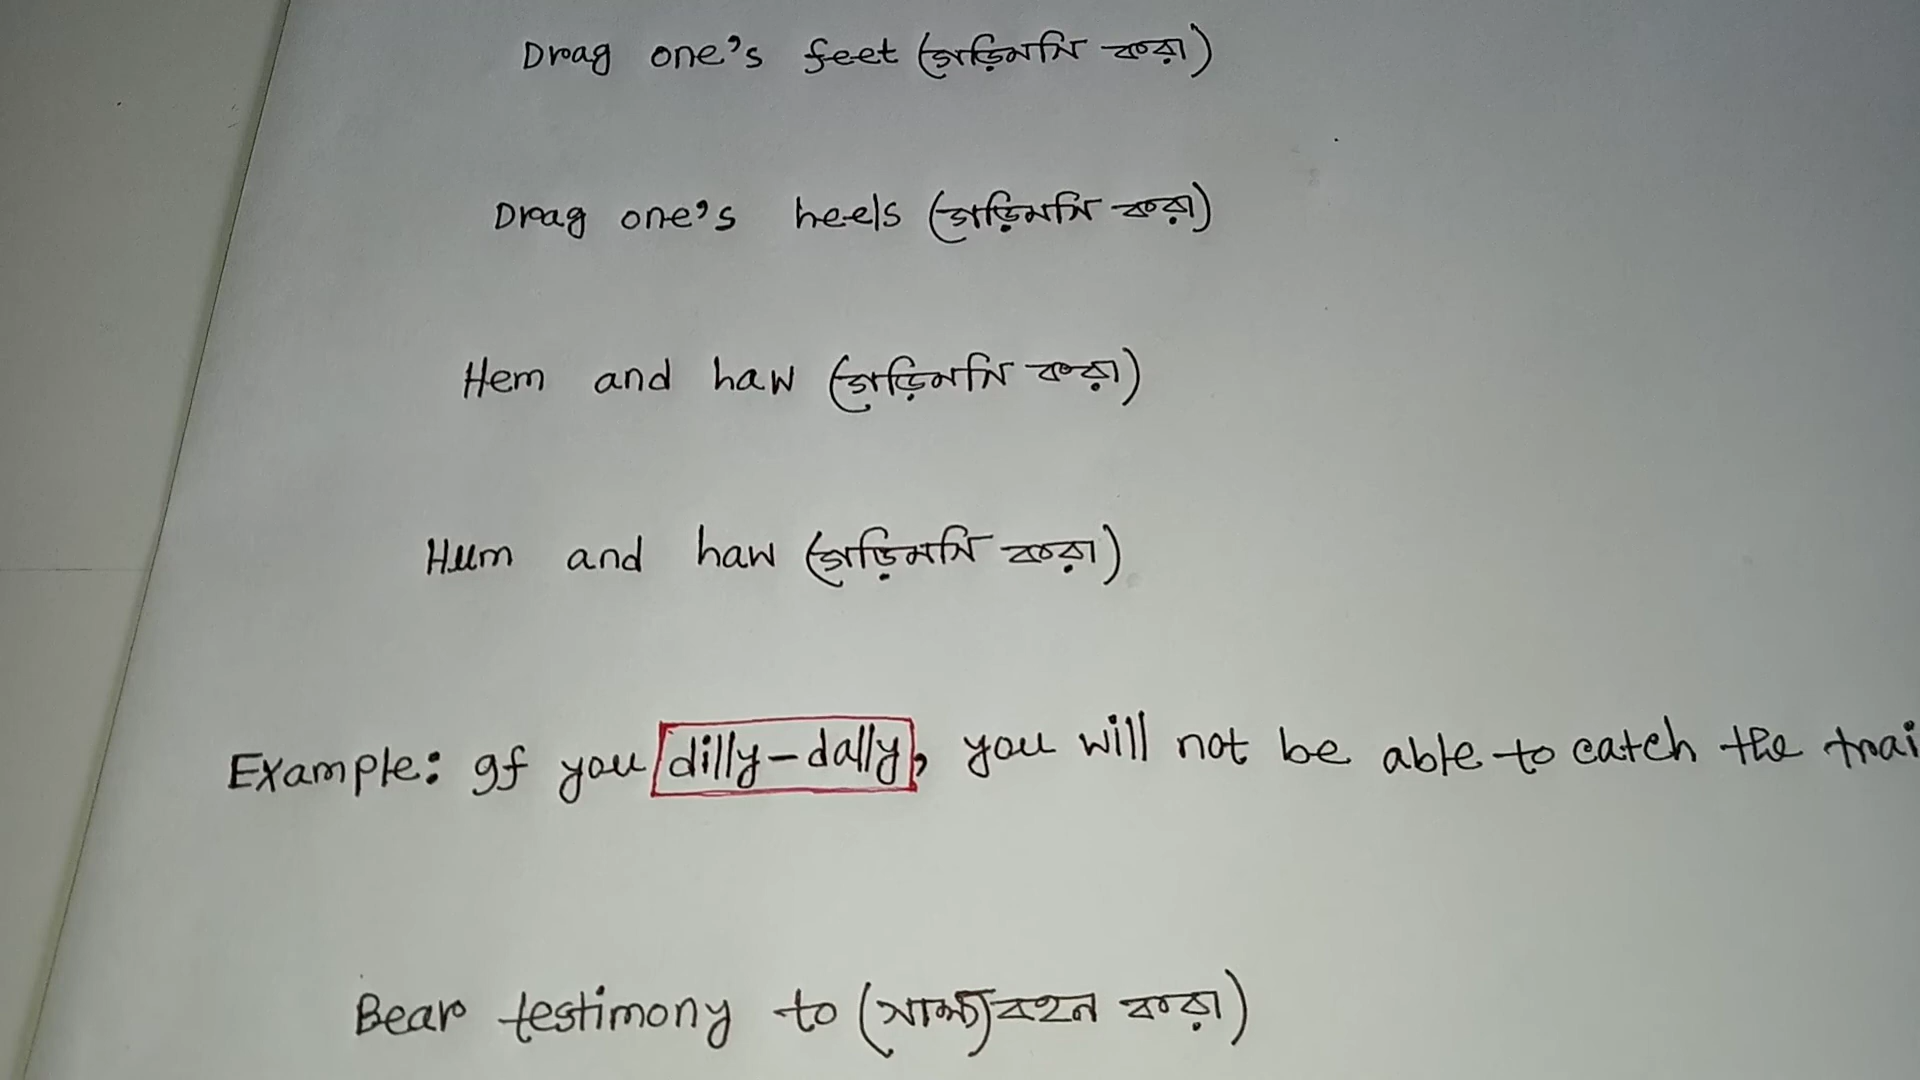 Drag one's feet (গড়িমসি করা)
Drag one's heels (গড়িমসি করা)
Hem and haw (গড়িমসি করা)
Hum and haw (গড়িমসি করা)
Example: If you dilly-dally, you will not be able to catch the trai
Bear testimony to (সাক্ষ্য বহন করা)